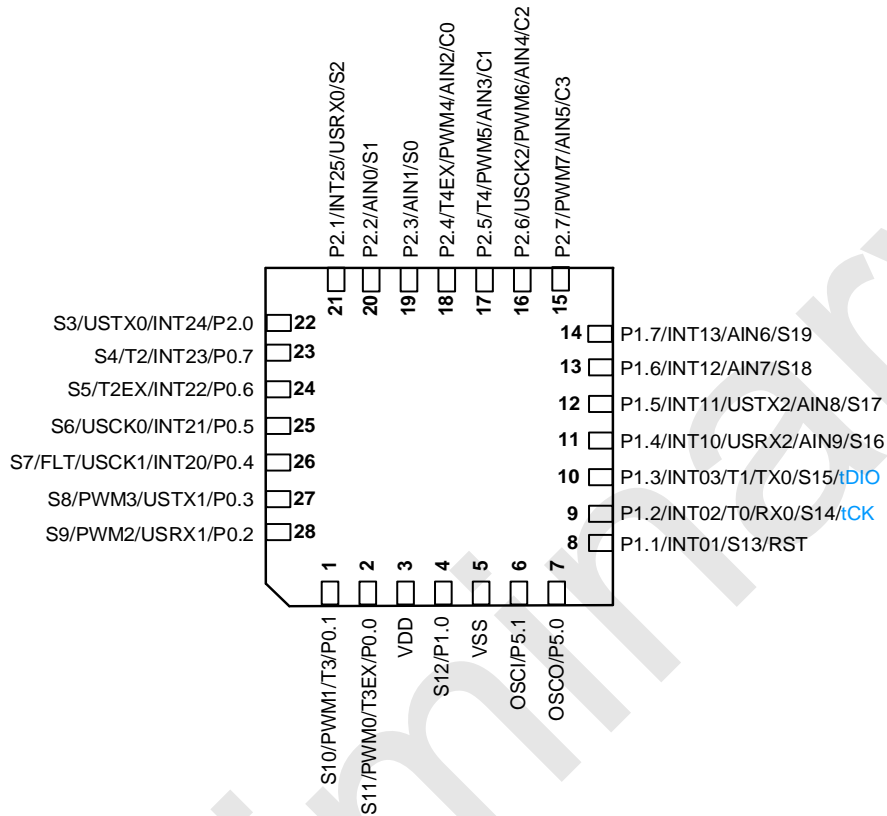 P2.1/INT25/USRX0/S2
P2.2/AIN0/S1
P2.3/AIN1/S0
P2.4/T4EX/PWM4/AIN2/C0
P2.5/T4/PWM5/AIN3/C1
P2.6/USCK2/PWM6/AIN4/C2
P2.7/PWM7/AIN5/C3
21
20
19
18
17
16
15
S3/USTX0/INT24/P2.0 22
S4/T2/INT23/P0.7 23
S5/T2EX/INT22/P0.6 24
S6/USCK0/INT21/P0.5 25
S7/FLT/USCK1/INT20/P0.4 26
S8/PWM3/USTX1/P0.3 27
S9/PWM2/USRX1/P0.2 28
14 P1.7/INT13/AIN6/S19
13 P1.6/INT12/AIN7/S18
12 P1.5/INT11/USTX2/AIN8/S17
11 P1.4/INT10/USRX2/AIN9/S16
10 P1.3/INT03/T1/TX0/S15/tDIO
9 P1.2/INT02/T0/RX0/S14/tCK
8 P1.1/INT01/S13/RST
1
2
3
4
5
6
7
S10/PWM1/T3/P0.1
S11/PWM0/T3EX/P0.0
VDD
S12/P1.0
VSS
OSCI/P5.1
OSCO/P5.0